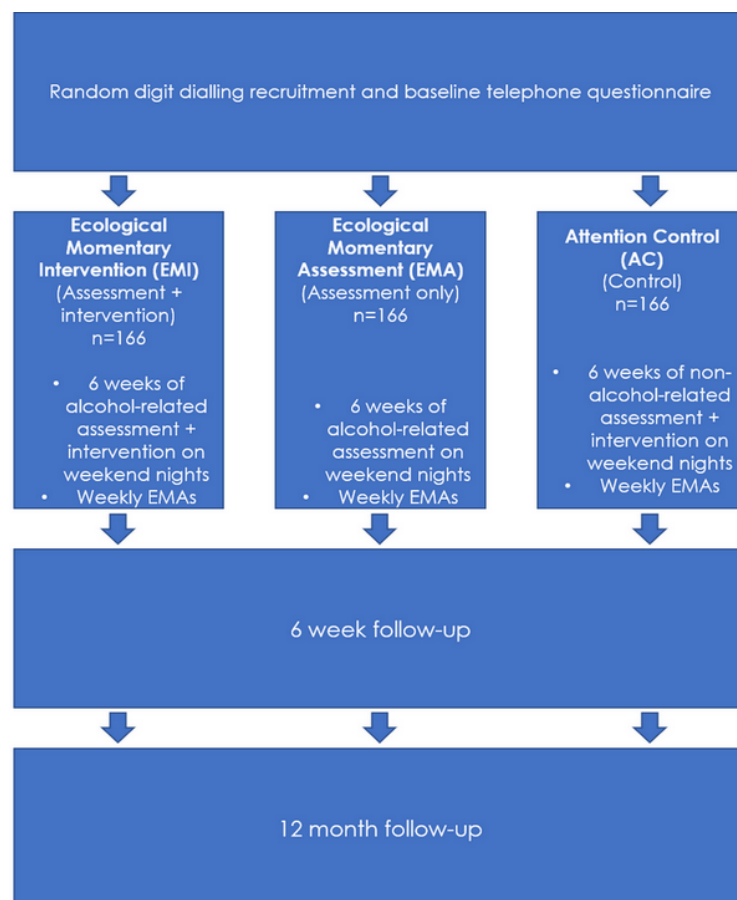 Random digit dialling recruitment and baseline telephone questionnaire
Ecological
Momentary
Intervention (EMI)
(Assessment +
intervention)
n=166
• 6 weeks of
alcohol-related
assessment +
intervention on
weekend nights
• Weekly EMAs
Ecological
Momentary
Assessment (EMA)
(Assessment only)
n=166
• 6 weeks of
alcohol-related
assessment on
weekend nights
• Weekly EMAs
Attention Control
(AC)
(Control)
n=166
• 6 weeks of non-
alcohol-related
assessment +
intervention on
weekend nights
• Weekly EMAs
6 week follow-up
12 month follow-up